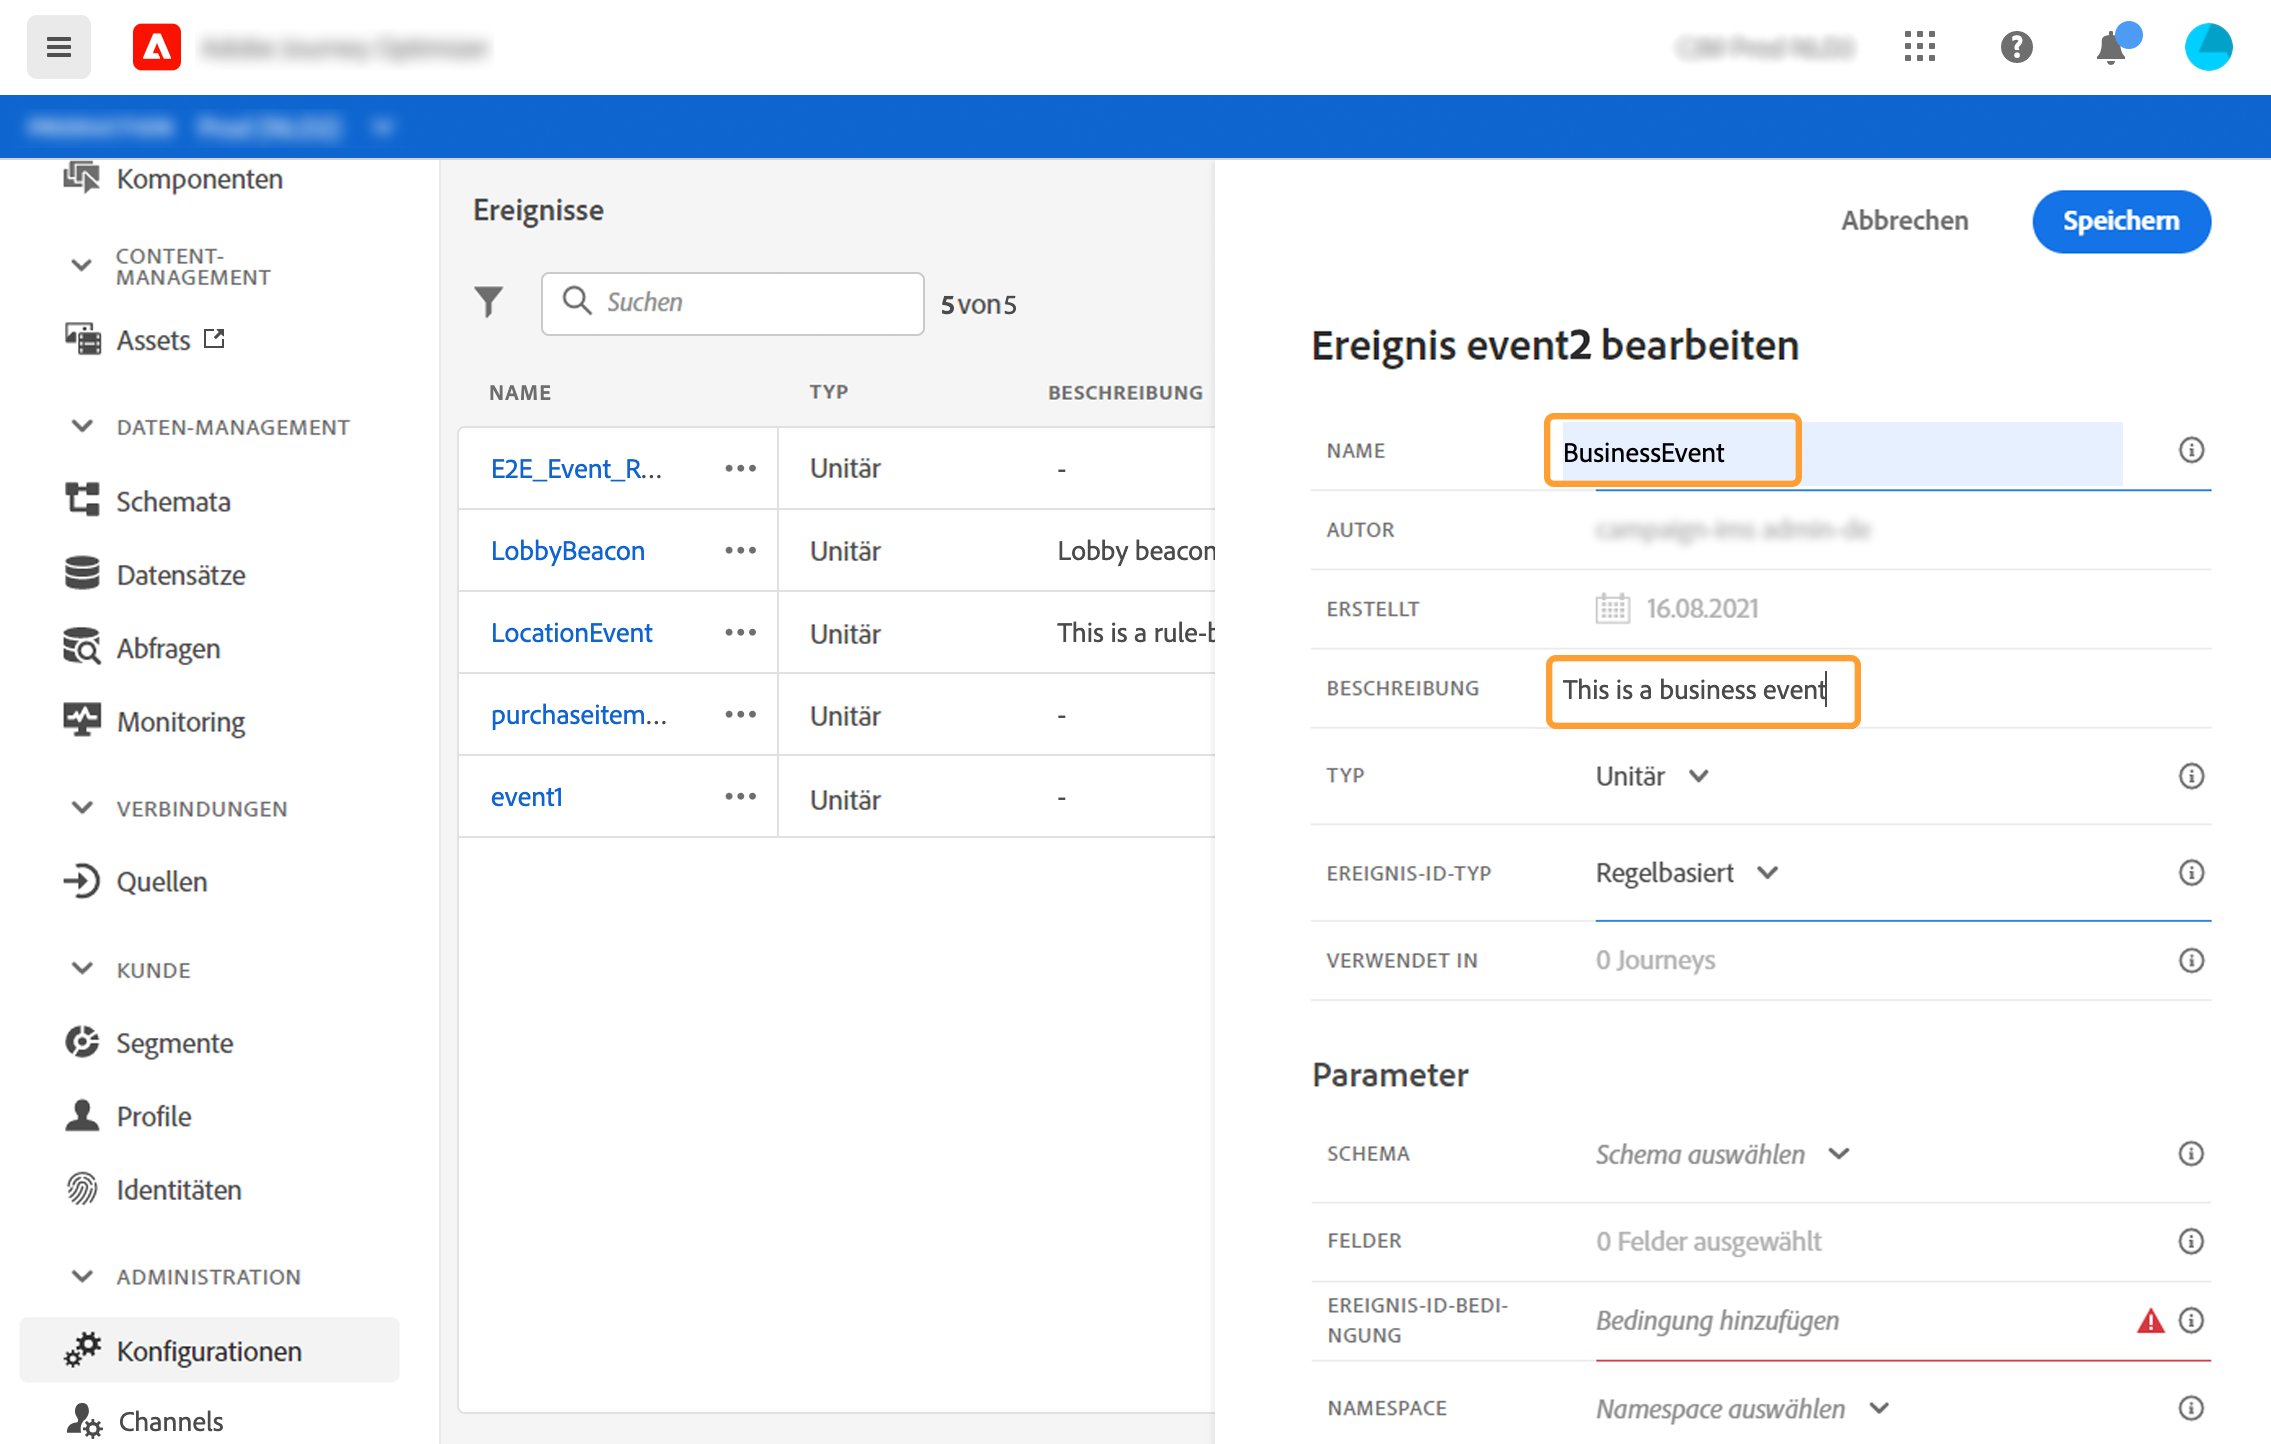 Komponenten
CONTENT-
MANAGEMENT
Assets
DATEN-MANAGEMENT
Schemata
Datensätze
Abfragen
Monitoring
VERBINDUNGEN
Quellen
KUNDE
Segmente
Profile
Identitäten
ADMINISTRATION
Konfigurationen
Channels
Ereignisse
Suchen
5 von 5
NAME TYP BESCHREIBUNG
E2E_Event_R... Unitär -
LobbyBeacon Unitär Lobby beacon
LocationEvent Unitär This is a rule-b
purchaseitem... Unitär -
event1 Unitär -
Abbrechen
Speichern
Ereignis event2 bearbeiten
NAME BusinessEvent
AUTOR
ERSTELLT 16.08.2021
BESCHREIBUNG This is a business event
TYP Unitär
EREIGNIS-ID-TYP Regelbasiert
VERWENDET IN 0 Journeys
Parameter
SCHEMA Schema auswählen
FELDER 0 Felder ausgewählt
EREIGNIS-ID-BEDI-
NGUNG Bedingung hinzufügen
NAMESPACE Namespace auswählen